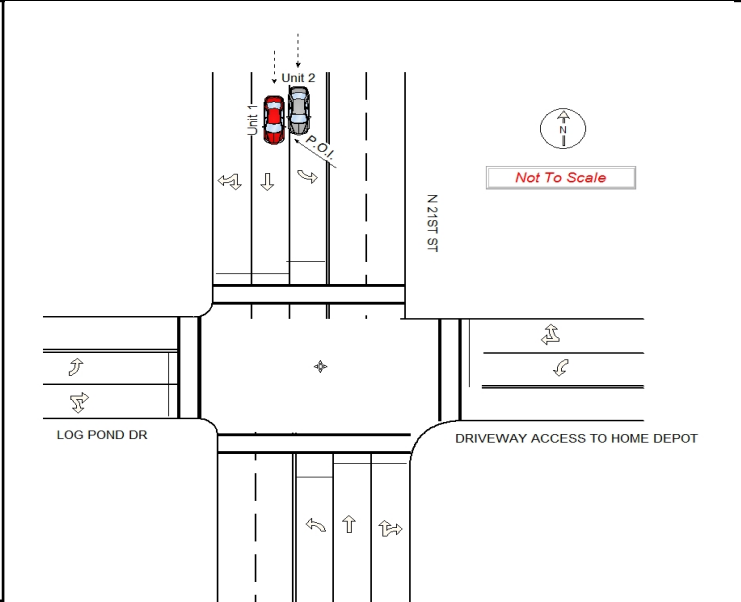 Unit 2
Unit 1
P.O.I.
N
Not To Scale
N 21ST ST
LOG POND DR
DRIVEWAY ACCESS TO HOME DEPOT